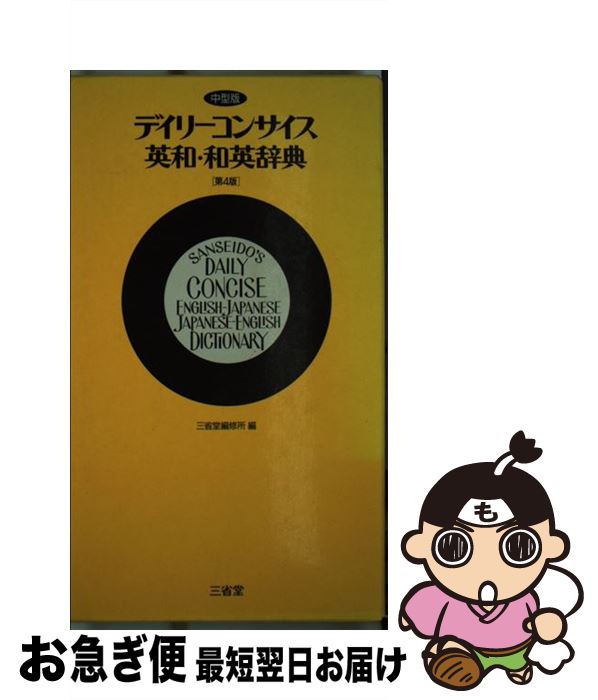 中型版
デイリーコンサイス
英和・和英辞典
[第4版]
SANSEIDO'S
DAILY
CONCISE
ENGLISH-JAPANESE
JAPANESE-ENGLISH
DICTIONARY
三省堂編修所 編
三省堂
も
お急ぎ便 最短翌日お届け